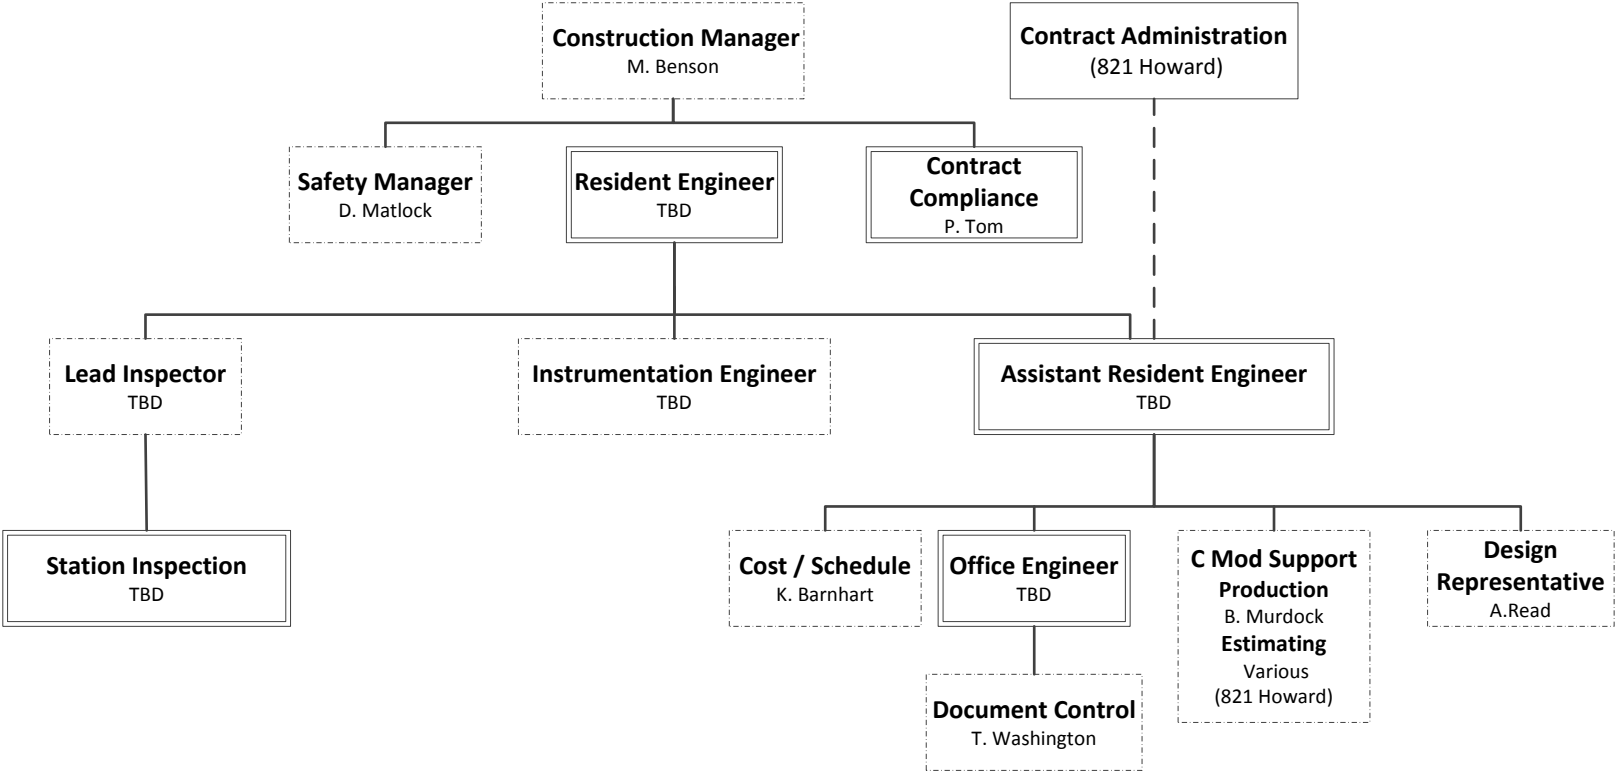 Construction Manager
M. Benson
Contract Administration
(821 Howard)
Safety Manager
D. Matlock
Resident Engineer
TBD
Contract
Compliance
P. Tom
Lead Inspector
TBD
Instrumentation Engineer
TBD
Assistant Resident Engineer
TBD
Station Inspection
TBD
Cost / Schedule
K. Barnhart
Office Engineer
TBD
C Mod Support
Production
B. Murdock
Estimating
Various
(821 Howard)
Design
Representative
A.Read
Document Control
T. Washington